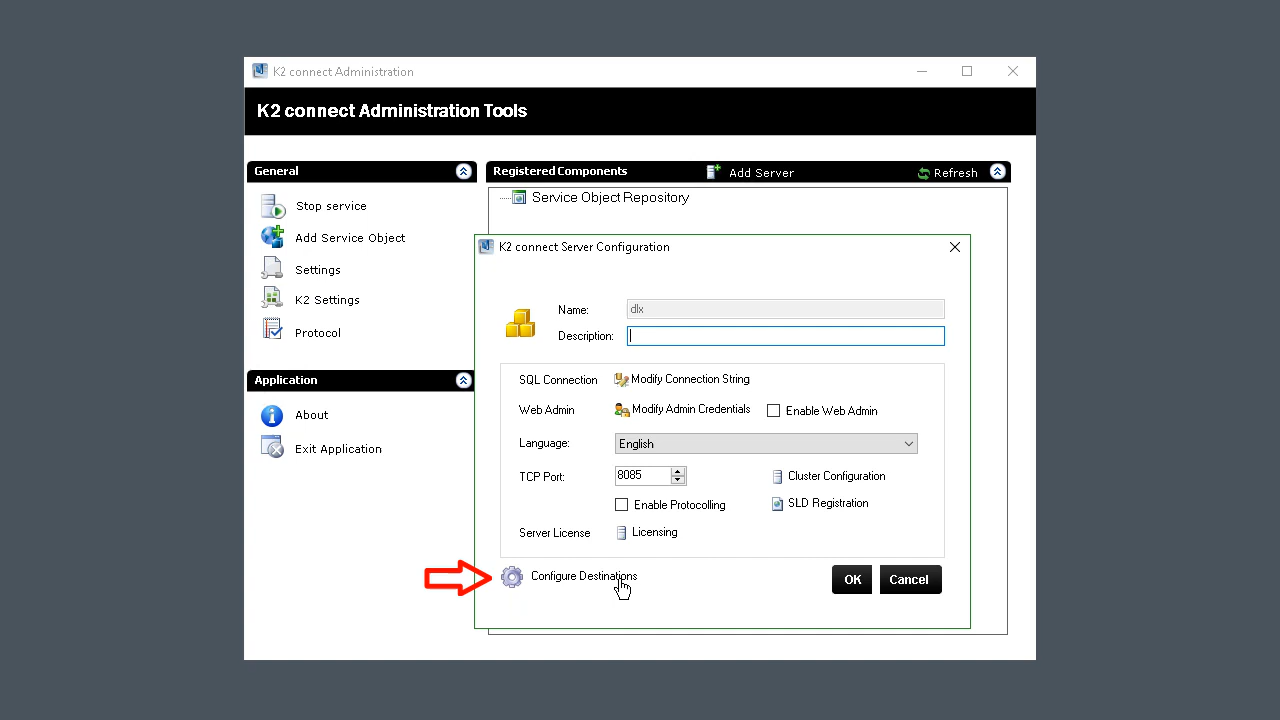 K2 connect Administration
K2 connect Administration Tools
General
Stop service
Add Service Object
Settings
K2 Settings
Protocol
Application
About
Exit Application
Registered Components
Add Server
Refresh
Service Object Repository
K2 connect Server Configuration
Name: dlx
Description:
SQL Connection Modify Connection String
Web Admin Modify Admin Credentials Enable Web Admin
Language: English
TCP Port: 8085 Cluster Configuration
Enable Protocolling SLD Registration
Server License Licensing
Configure Destinations OK Cancel